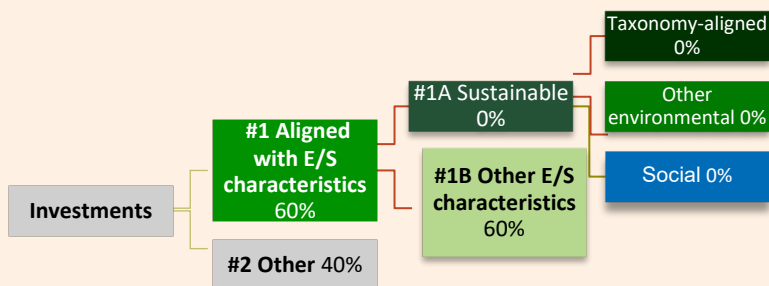 Investments
#1 Aligned
with E/S
characteristics
60%
#2 Other 40%
#1A Sustainable
0%
#1B Other E/S
characteristics
60%
Taxonomy-aligned
0%
Other
environmental 0%
Social 0%